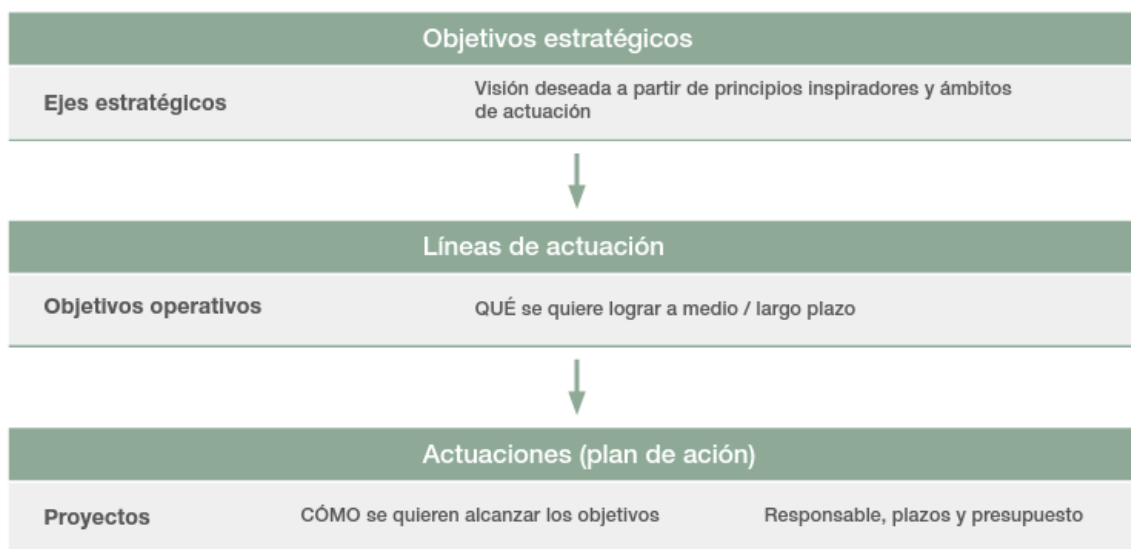 Objetivos estratégicos
Ejes estratégicos
Visión deseada a partir de principios inspiradores y ámbitos
de actuación
Líneas de actuación
Objetivos operativos
QUÉ se quiere lograr a medio / largo plazo
Actuaciones (plan de ación)
Proyectos
CÓMO se quieren alcanzar los objetivos
Responsable, plazos y presupuesto